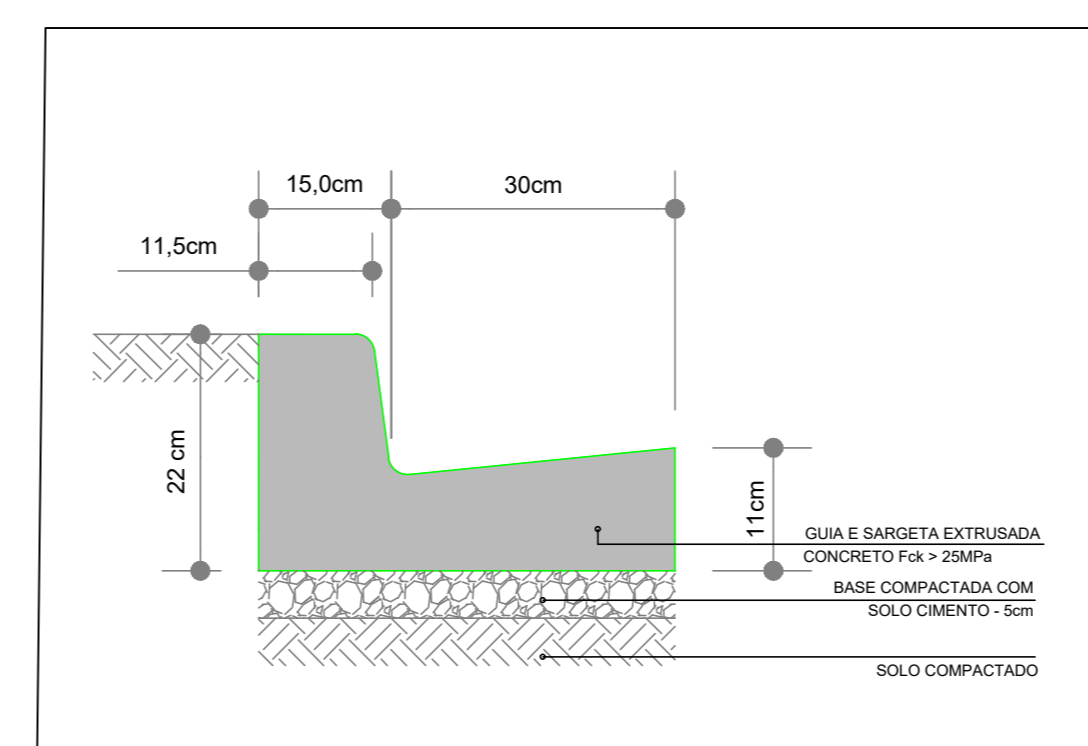 15,0cm
30cm
11,5cm
22 cm
11cm
GUIA E SARGETA EXTRUSADA
CONCRETO Fck > 25MPa
BASE COMPACTADA COM
SOLO CIMENTO - 5cm
SOLO COMPACTADO